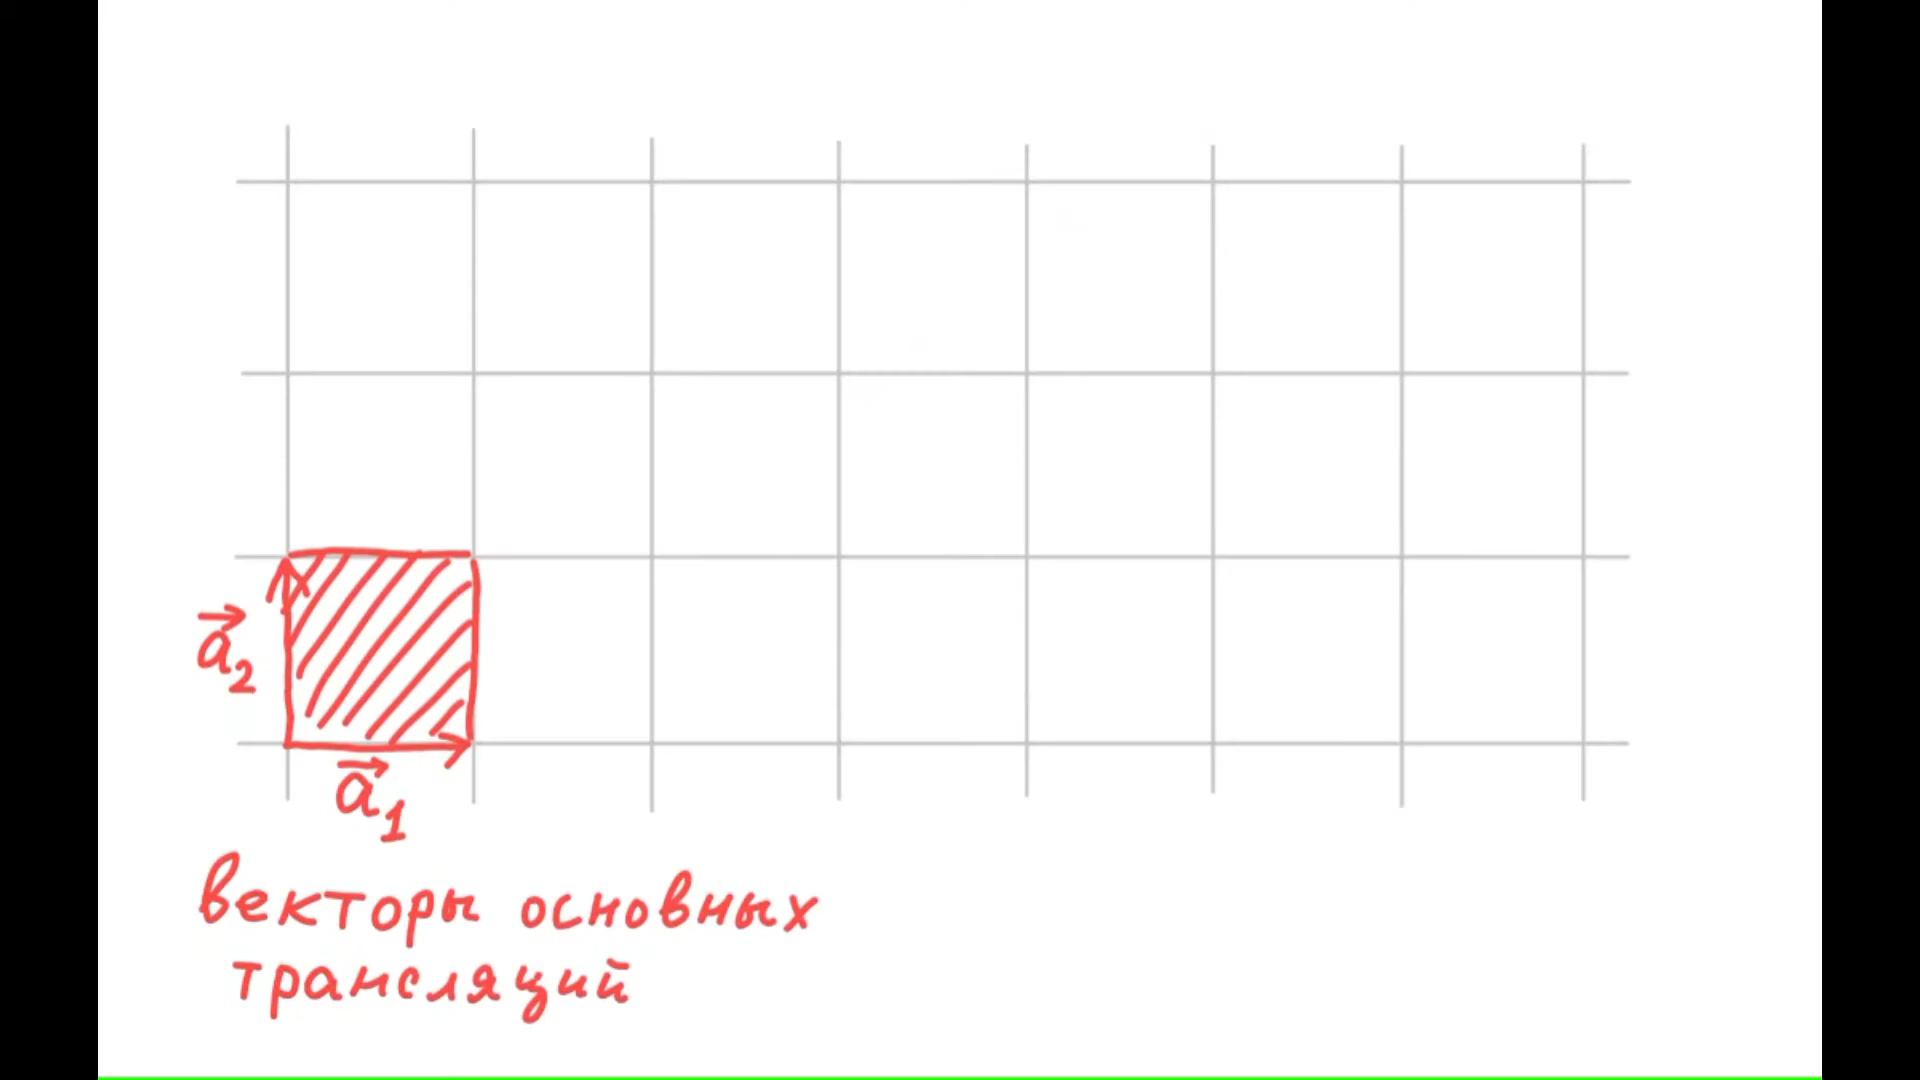 a⃗₂
a⃗₁
векторы основных
трансляций